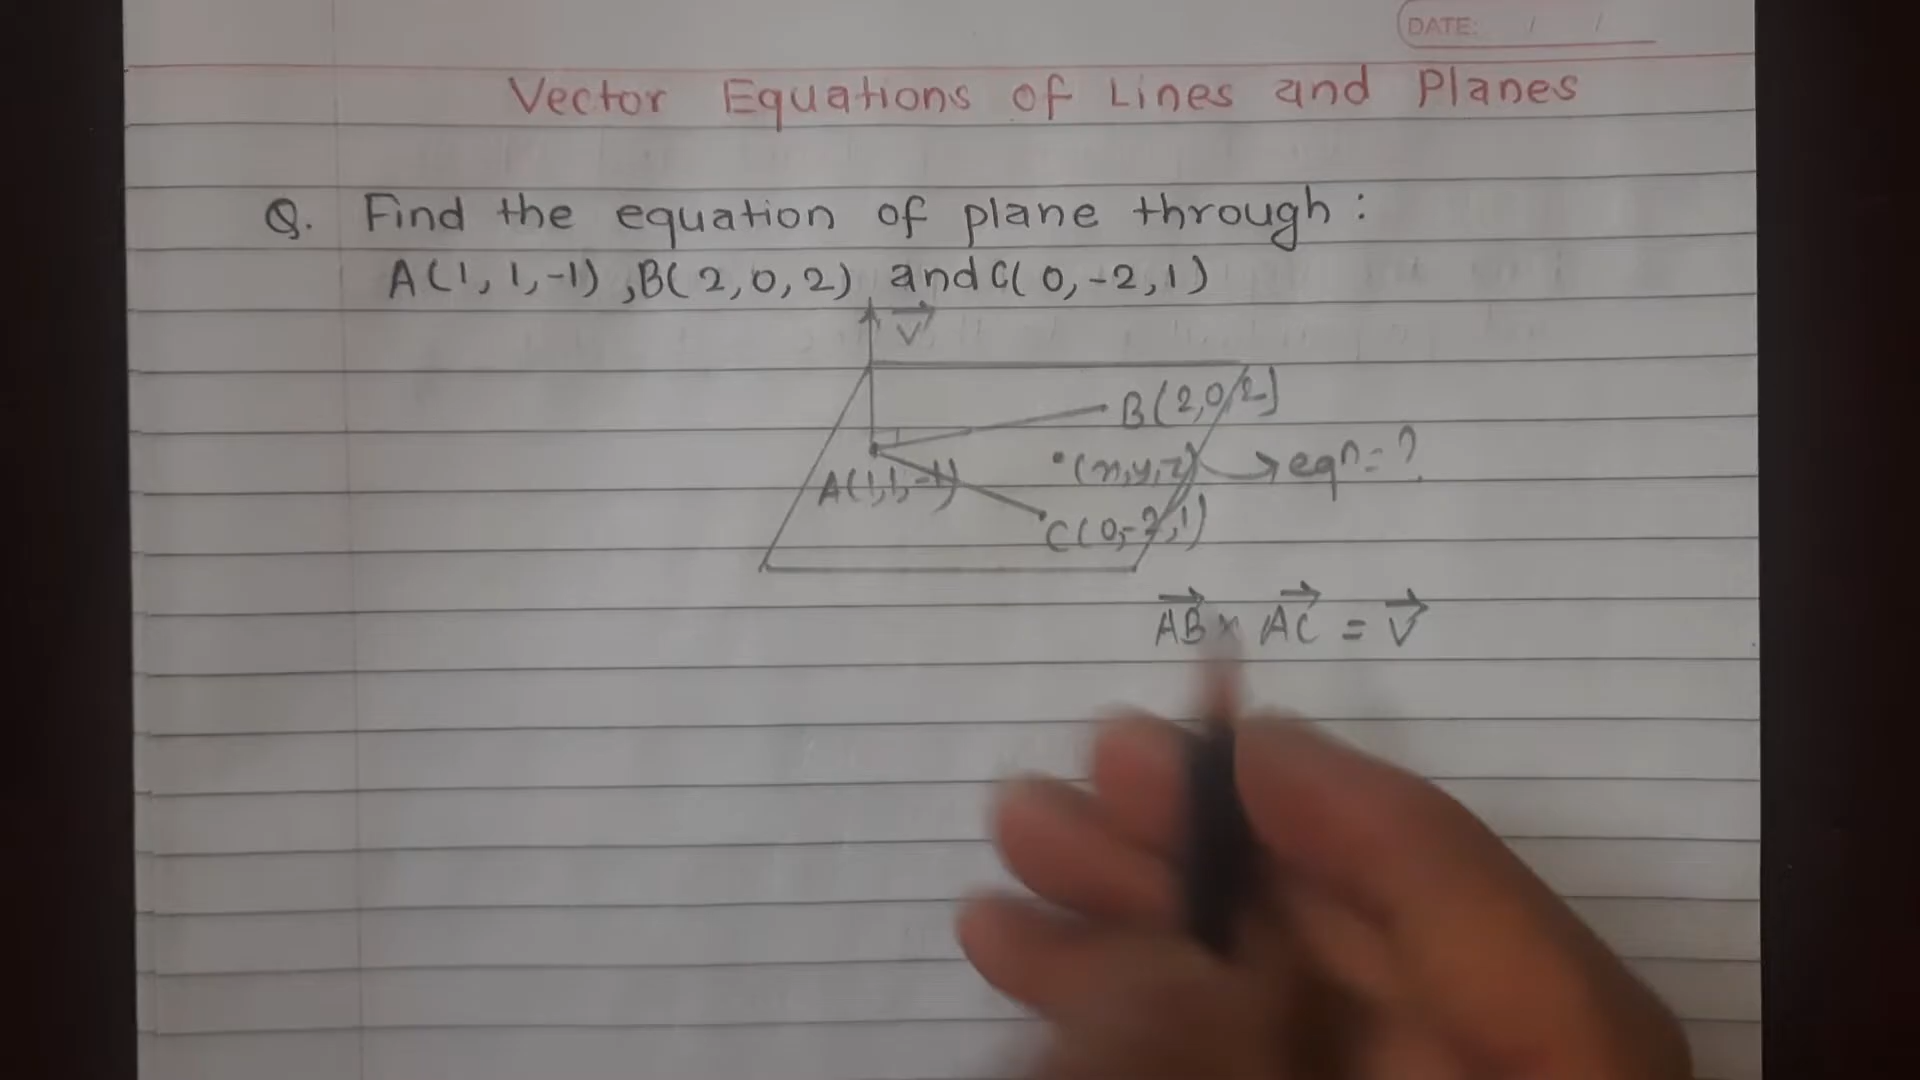 DATE: / /
Vector Equations of Lines and Planes
Q. Find the equation of plane through:
A(1, 1, -1), B(2, 0, 2) and C(0, -2, 1)
V
B(2,0,2)
(x,y,z) → eqn = ?
A(1,1,-1)
C(0,-2,1)
AB × AC = V